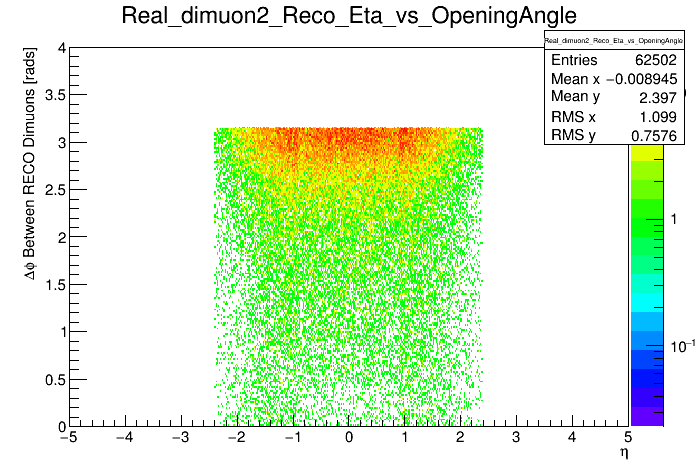 Real_dimuon2_Reco_Eta_vs_OpeningAngle
Real_dimuon2_Reco_Eta_vs_OpeningAngle
Entries 62502
Mean x −0.008945
Mean y 2.397
RMS x 1.099
RMS y 0.7576
Δφ Between RECO Dimuons [rads]
4
3.5
3
2.5
2
1.5
1
0.5
0
−5 −4 −3 −2 −1 0 1 2 3 4 5
η
1
10⁻¹